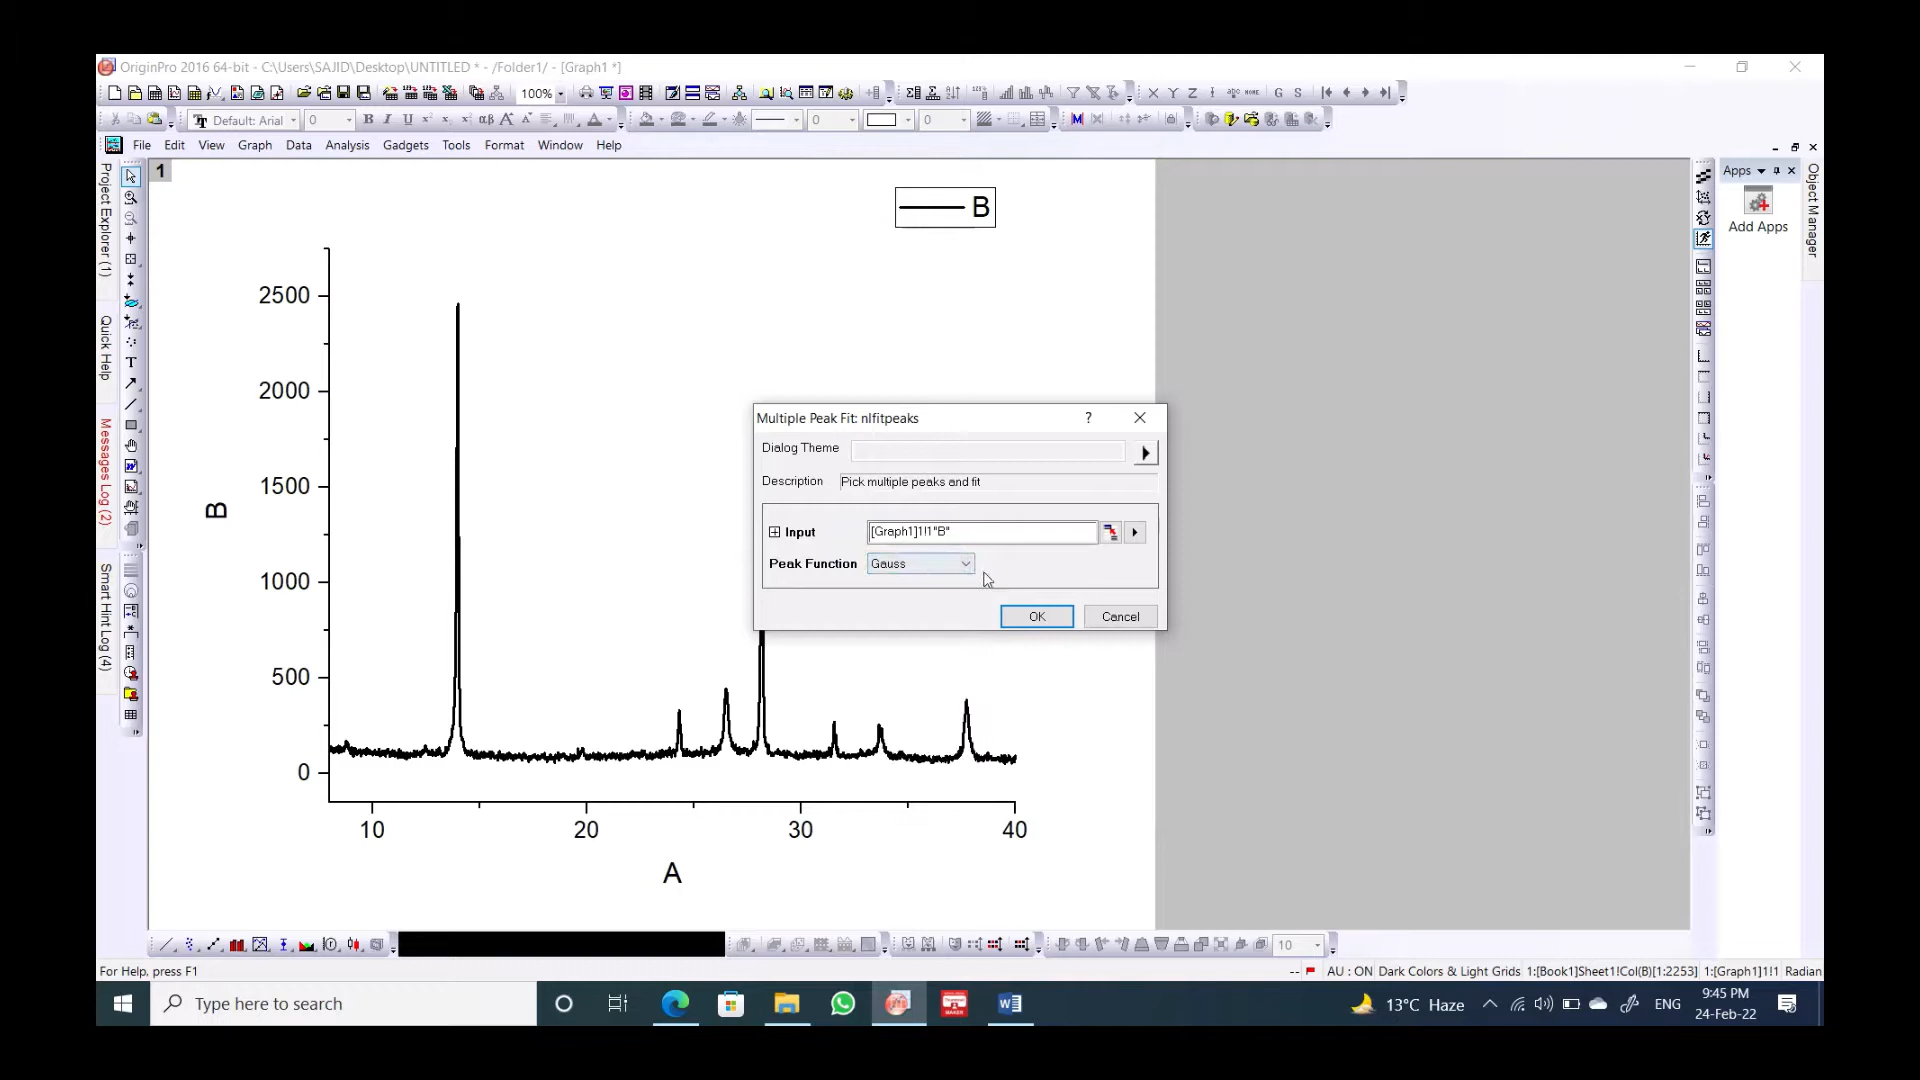 OriginPro 2016 64-bit - C:\Users\SAJID\Desktop\UNTITLED * - /Folder1/ - [Graph1 *]
100%
Default: Arial 0 B I U αβ A A A 0 0
File Edit View Graph Data Analysis Gadgets Tools Format Window Help
1
Apps
Add Apps
Project Explorer (1)
Quick Help
Messages Log (2)
Smart Hint Log (4)
Object Manager
B
2500
2000
1500
1000
500
0
B
10 20 30 40
A
Multiple Peak Fit: nlfitpeaks ?
Dialog Theme
Description Pick multiple peaks and fit
Input [Graph1]1!1"B"
Peak Function Gauss
OK Cancel
10
For Help, press F1
-- AU : ON Dark Colors & Light Grids 1:[Book1]Sheet1!Col(B)[1:2253] 1:[Graph1]1!1 Radian
Type here to search
13°C Haze ENG
9:45 PM
24-Feb-22